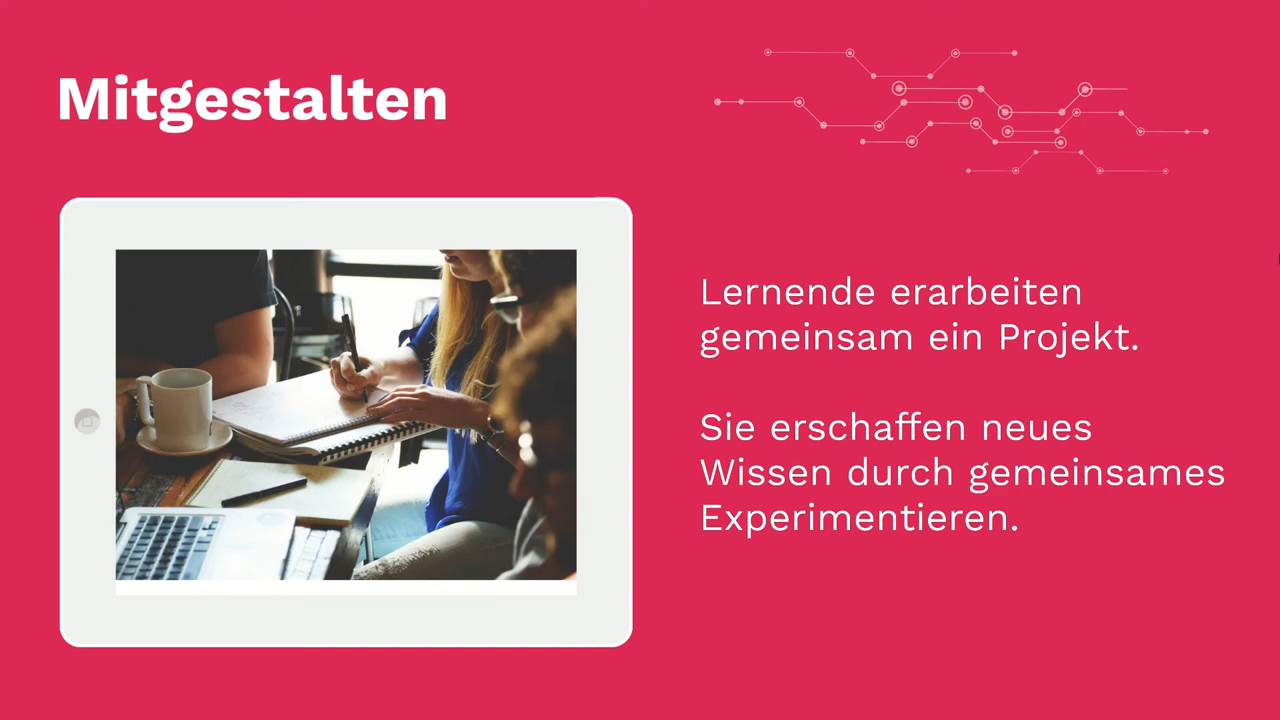 Mitgestalten
Lernende erarbeiten
gemeinsam ein Projekt.
Sie erschaffen neues
Wissen durch gemeinsames
Experimentieren.